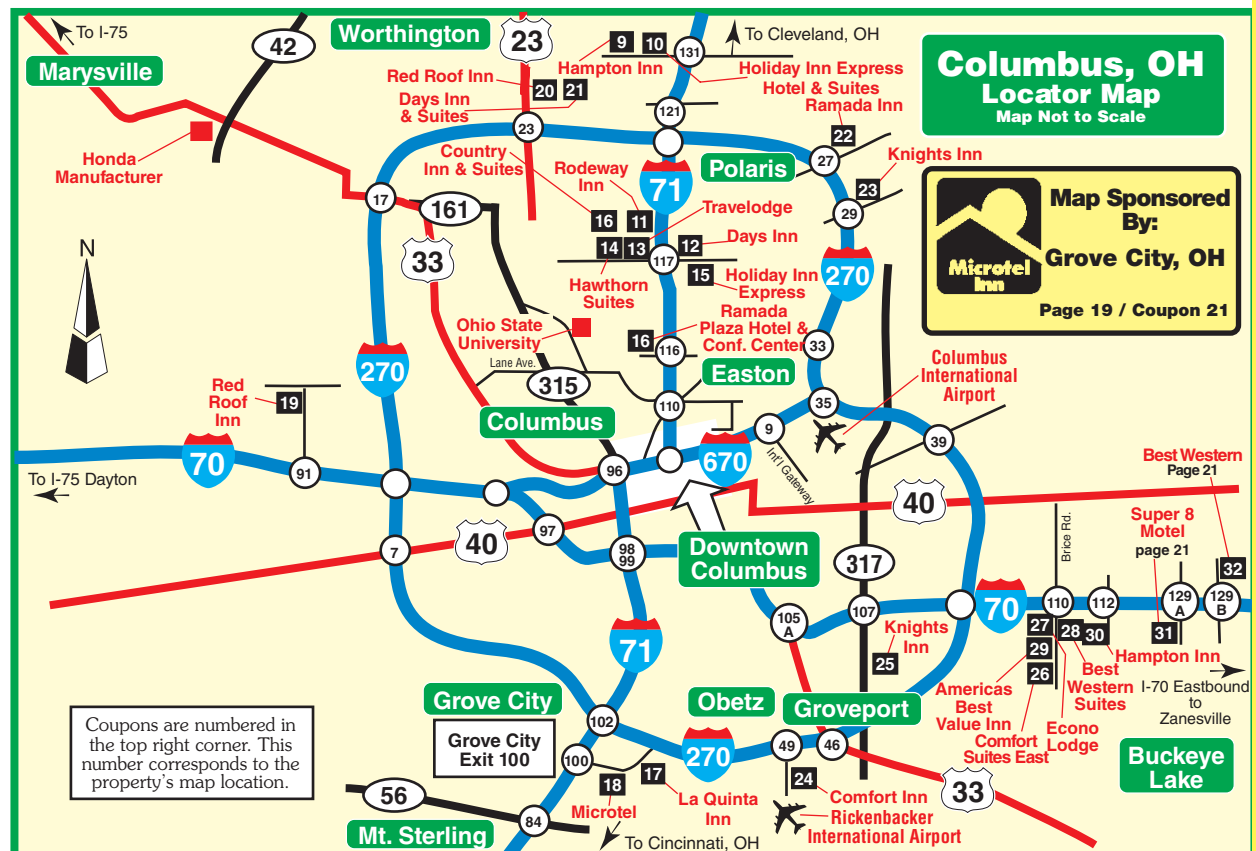 To I-75
Marysville
42
Worthington
23
9
10
Hampton Inn
131
To Cleveland, OH
Holiday Inn Express
Hotel & Suites
Columbus, OH
Locator Map
Map Not to Scale
Red Roof Inn
20
21
Days Inn
& Suites
121
Ramada Inn
22
Honda
Manufacturer
23
Country
Inn & Suites
Rodeway
Inn
71
Polaris
27
Knights Inn
23
29
Map Sponsored
By:
Grove City, OH
Page 19 / Coupon 21
Microtel
Inn
17
161
33
16
11
Travelodge
14
13
12
Days Inn
117
Hawthorn
Suites
15
Holiday Inn
Express
270
N
Ohio State
University
Ramada
Plaza Hotel &
Conf. Center
16
116
33
Lane Ave.
315
Easton
Columbus
International
Airport
270
Red
Roof
Inn
19
Columbus
110
35
9
39
Int'l Gateway
70
91
To I-75 Dayton
96
670
Best Western
Page 21
40
97
40
Brice Rd.
Super 8
Motel
page 21
7
98
99
Downtown
Columbus
317
32
105
A
107
70
110
112
129
A
129
B
71
Knights
Inn
25
27
28
30
31
29
26
Hampton Inn
Best
Western
Suites
Americas
Best
Value Inn
Comfort
Suites East
Econo
Lodge
I-70 Eastbound
to
Zanesville
Grove City
102
Obetz
Groveport
Coupons are numbered in
the top right corner. This
number corresponds to the
property's map location.
Grove City
Exit 100
100
270
49
46
Buckeye
Lake
18
Microtel
17
La Quinta
Inn
24
Comfort Inn
Rickenbacker
International Airport
33
56
84
Mt. Sterling
To Cincinnati, OH